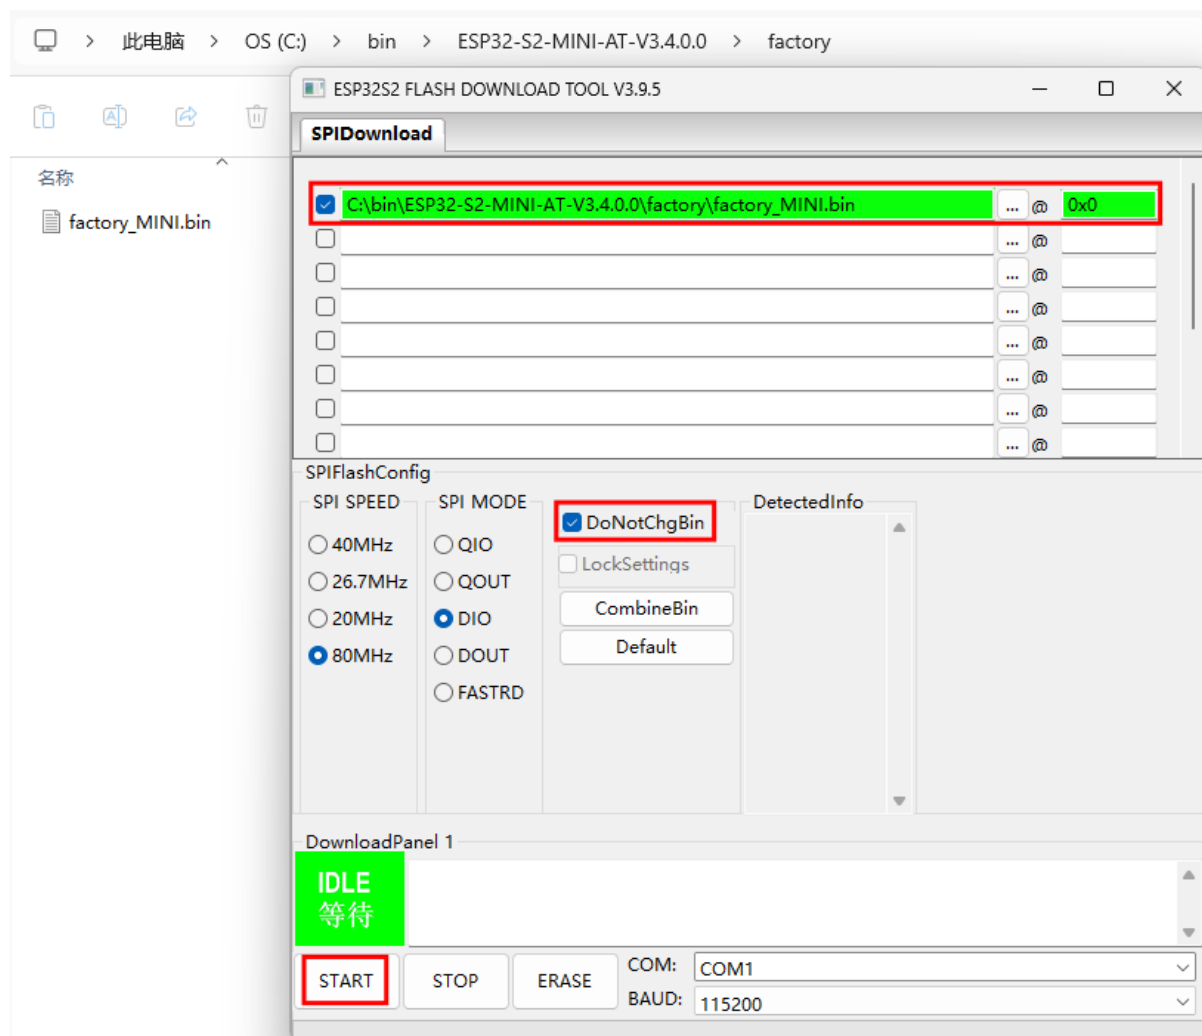 此电脑 > OS (C:) > bin > ESP32-S2-MINI-AT-V3.4.0.0 > factory
ESP32S2 FLASH DOWNLOAD TOOL V3.9.5
SPIDownload
名称
factory_MINI.bin
C:\bin\ESP32-S2-MINI-AT-V3.4.0.0\factory\factory_MINI.bin ... @ 0x0
... @
... @
... @
... @
... @
... @
... @
SPIFlashConfig
SPI SPEED
40MHz
26.7MHz
20MHz
80MHz
SPI MODE
QIO
QOUT
DIO
DOUT
FASTRD
DoNotChgBin
LockSettings
CombineBin
Default
DetectedInfo
DownloadPanel 1
IDLE
等待
START STOP ERASE
COM: COM1
BAUD: 115200